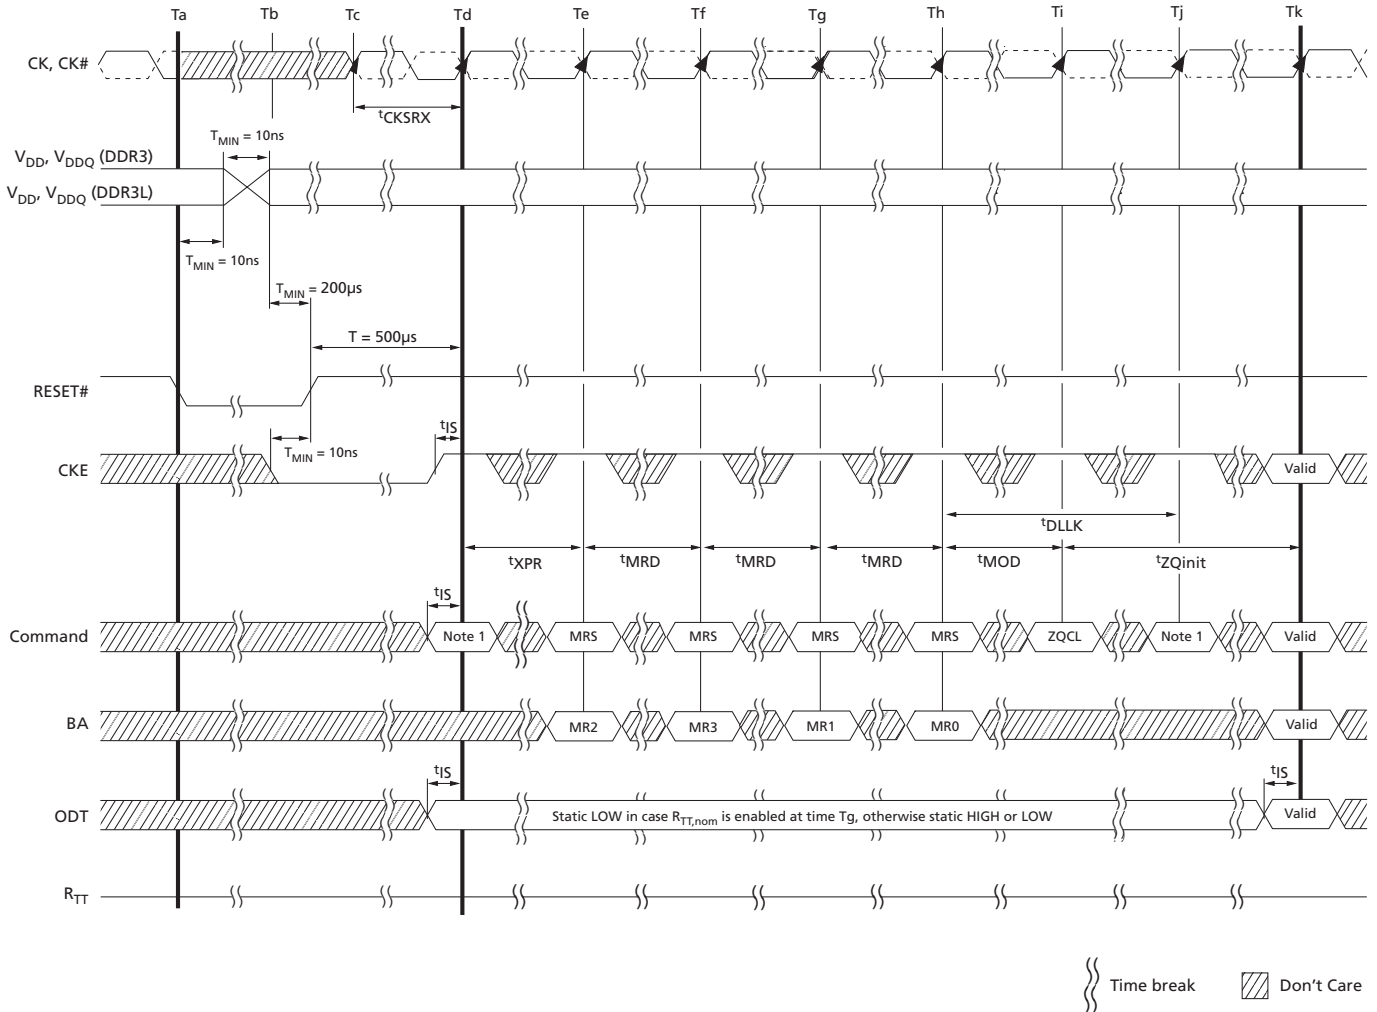 Ta Tb Tc Td Te Tf Tg Th Ti Tj Tk
CK, CK#
tCKSRX
TMIN = 10ns
VDD, VDDQ (DDR3)
VDD, VDDQ (DDR3L)
TMIN = 10ns
TMIN = 200µs
T = 500µs
RESET#
tIS
TMIN = 10ns
CKE
Valid
tDLLK
tXPR tMRD tMRD tMRD tMOD tZQinit
tIS
Command Note 1 MRS MRS MRS MRS ZQCL Note 1 Valid
BA MR2 MR3 MR1 MR0 Valid
tIS tIS
ODT Static LOW in case RTT,nom is enabled at time Tg, otherwise static HIGH or LOW Valid
RTT
Time break Don't Care